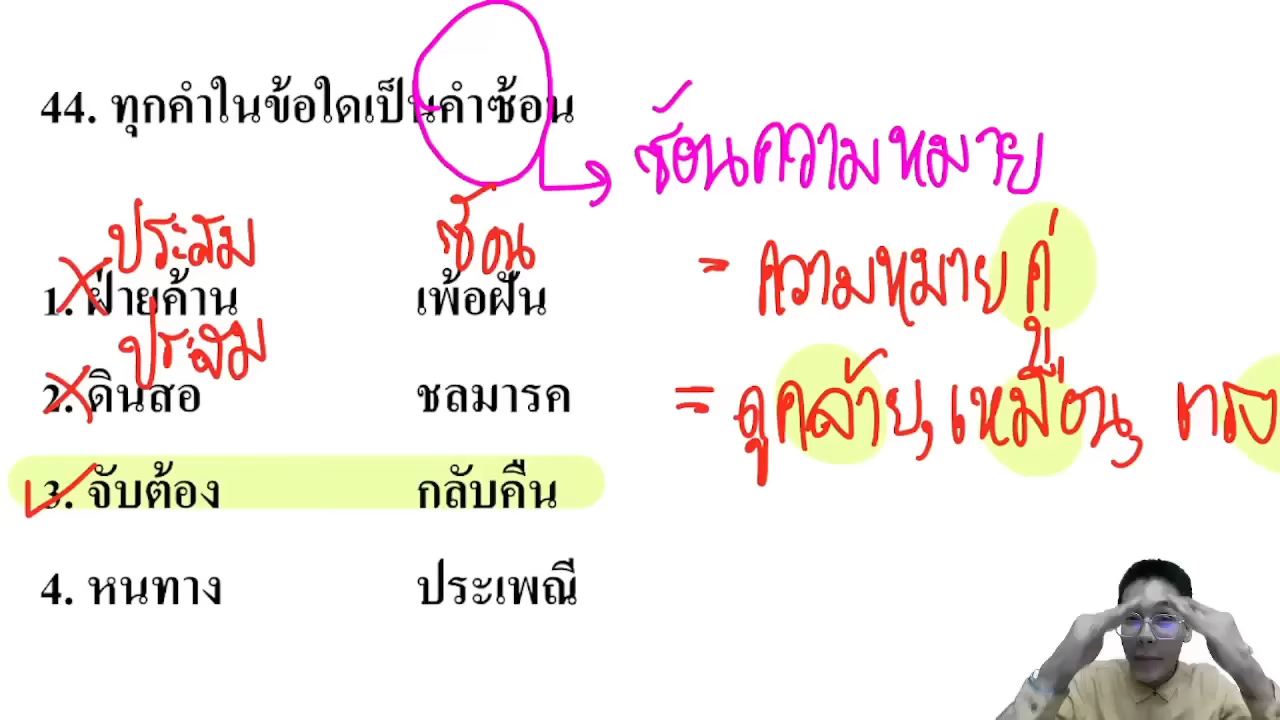 44. ทุกคำในข้อใดเป็นคำซ้อน
ซ้อนความหมาย
ประสม ซ้อน
= ความหมายคู่
1. ฝ่ายค้าน เพ้อฝัน
ประสม
2. ดินสอ ชลมารค
= ดูคล้าย, เหมือน, ตรง
3. จับต้อง กลับคืน
4. หนทาง ประเพณี